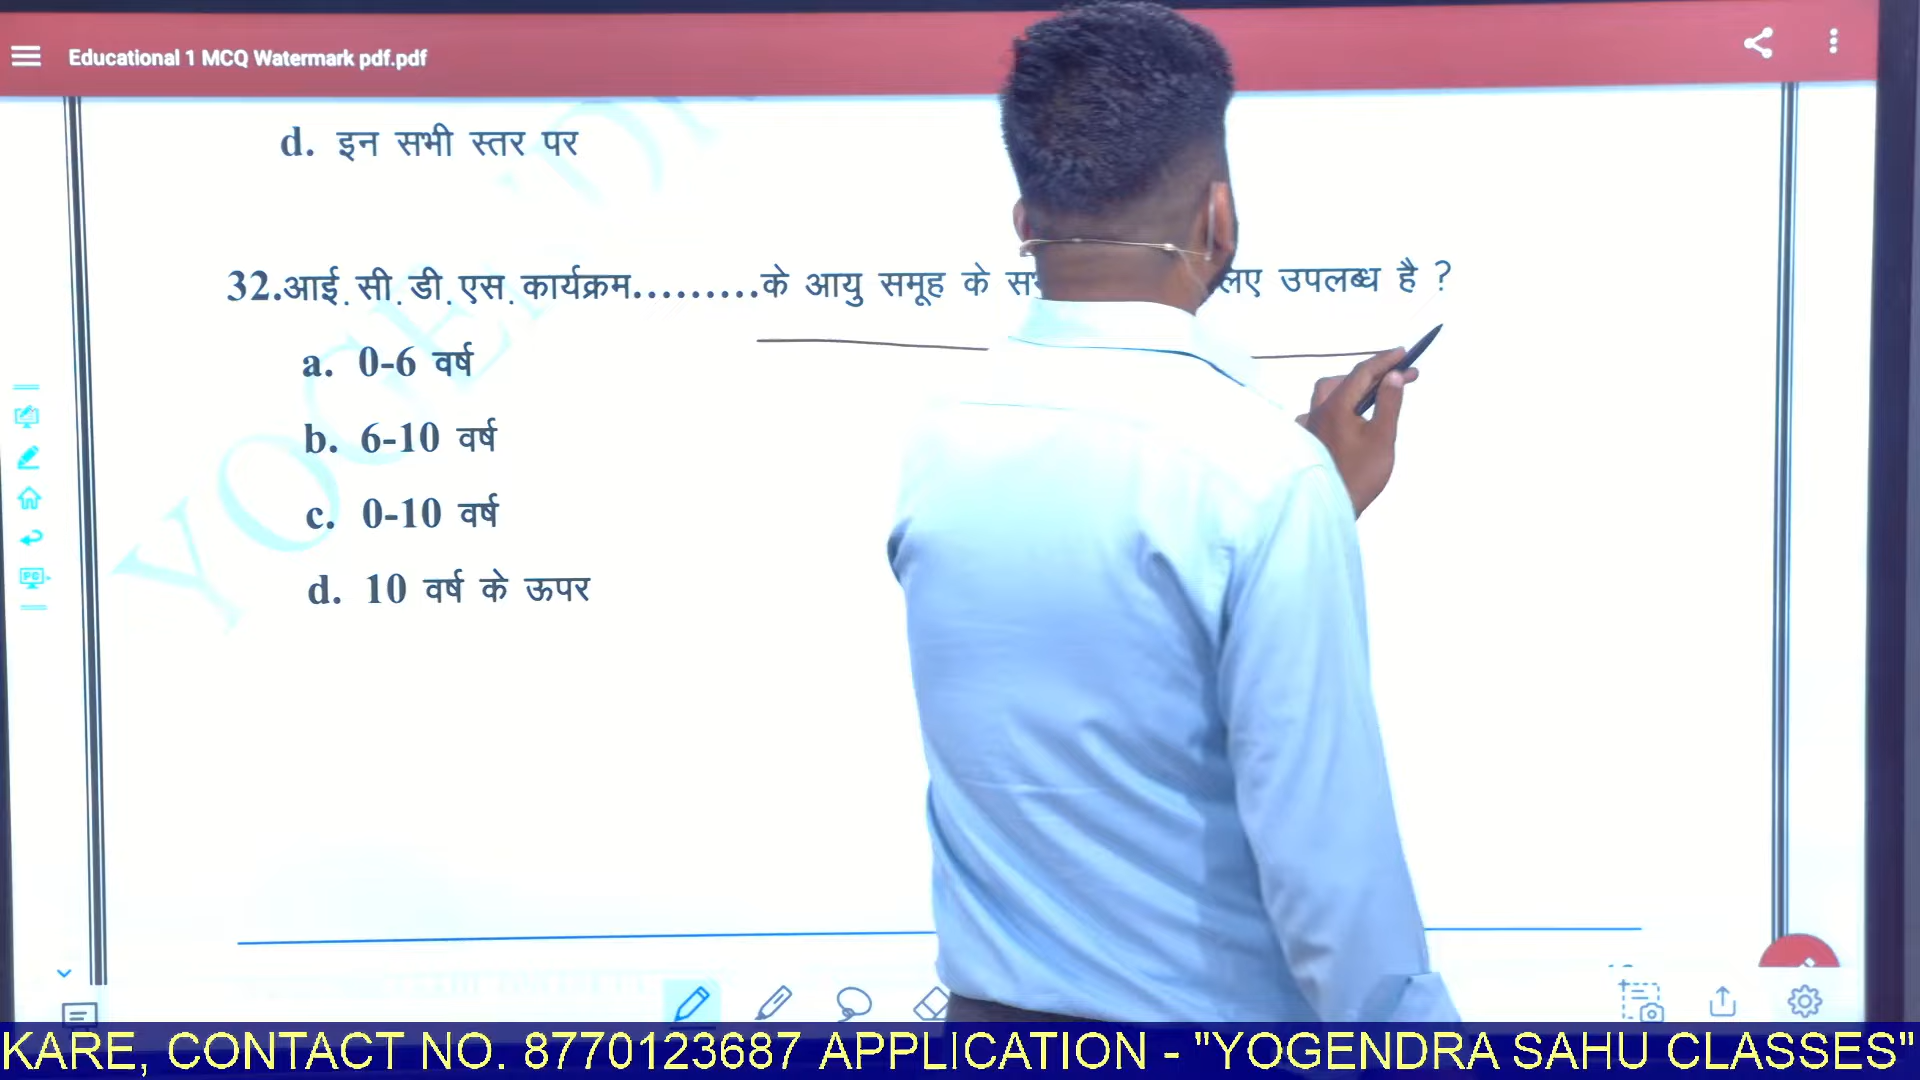 Educational 1 MCQ Watermark pdf.pdf
d. इन सभी स्तर पर
32.आई.सी.डी.एस.कार्यक्रम.........के आयु समूह के लिए उपलब्ध है ?
a. 0-6 वर्ष
b. 6-10 वर्ष
c. 0-10 वर्ष
d. 10 वर्ष के ऊपर
KARE, CONTACT NO. 8770123687 APPLICATION - "YOGENDRA SAHU CLASSES"